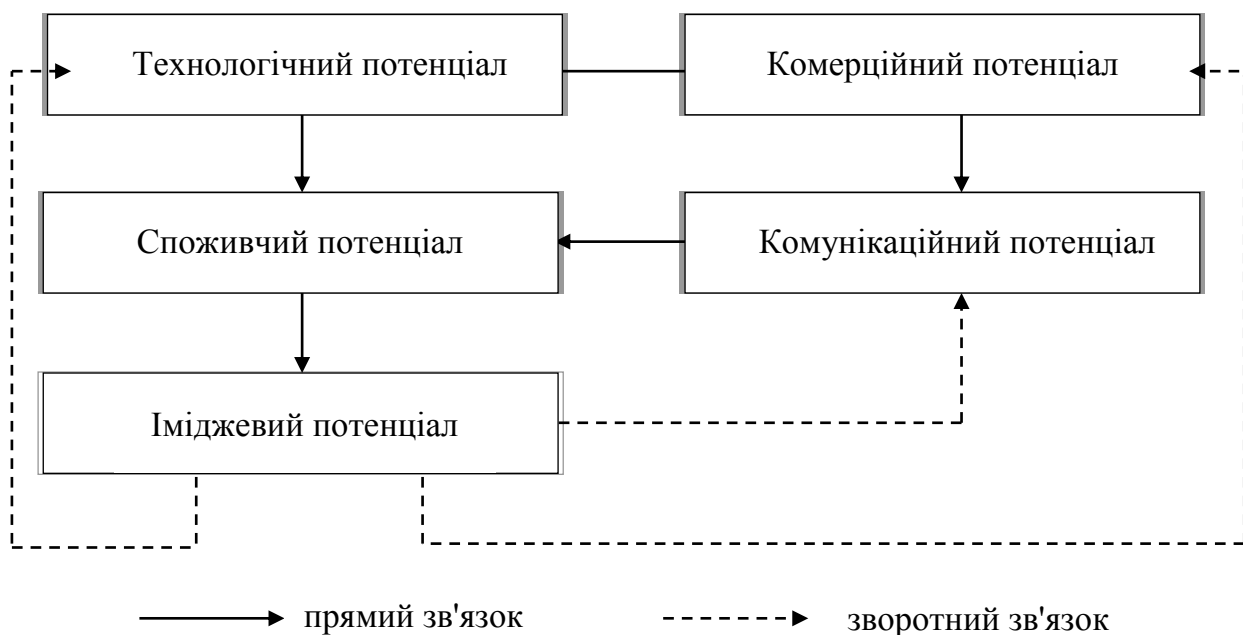 Технологічний потенціал
Комерційний потенціал
Споживчий потенціал
Комунікаційний потенціал
Іміджевий потенціал
прямий зв'язок
зворотний зв'язок